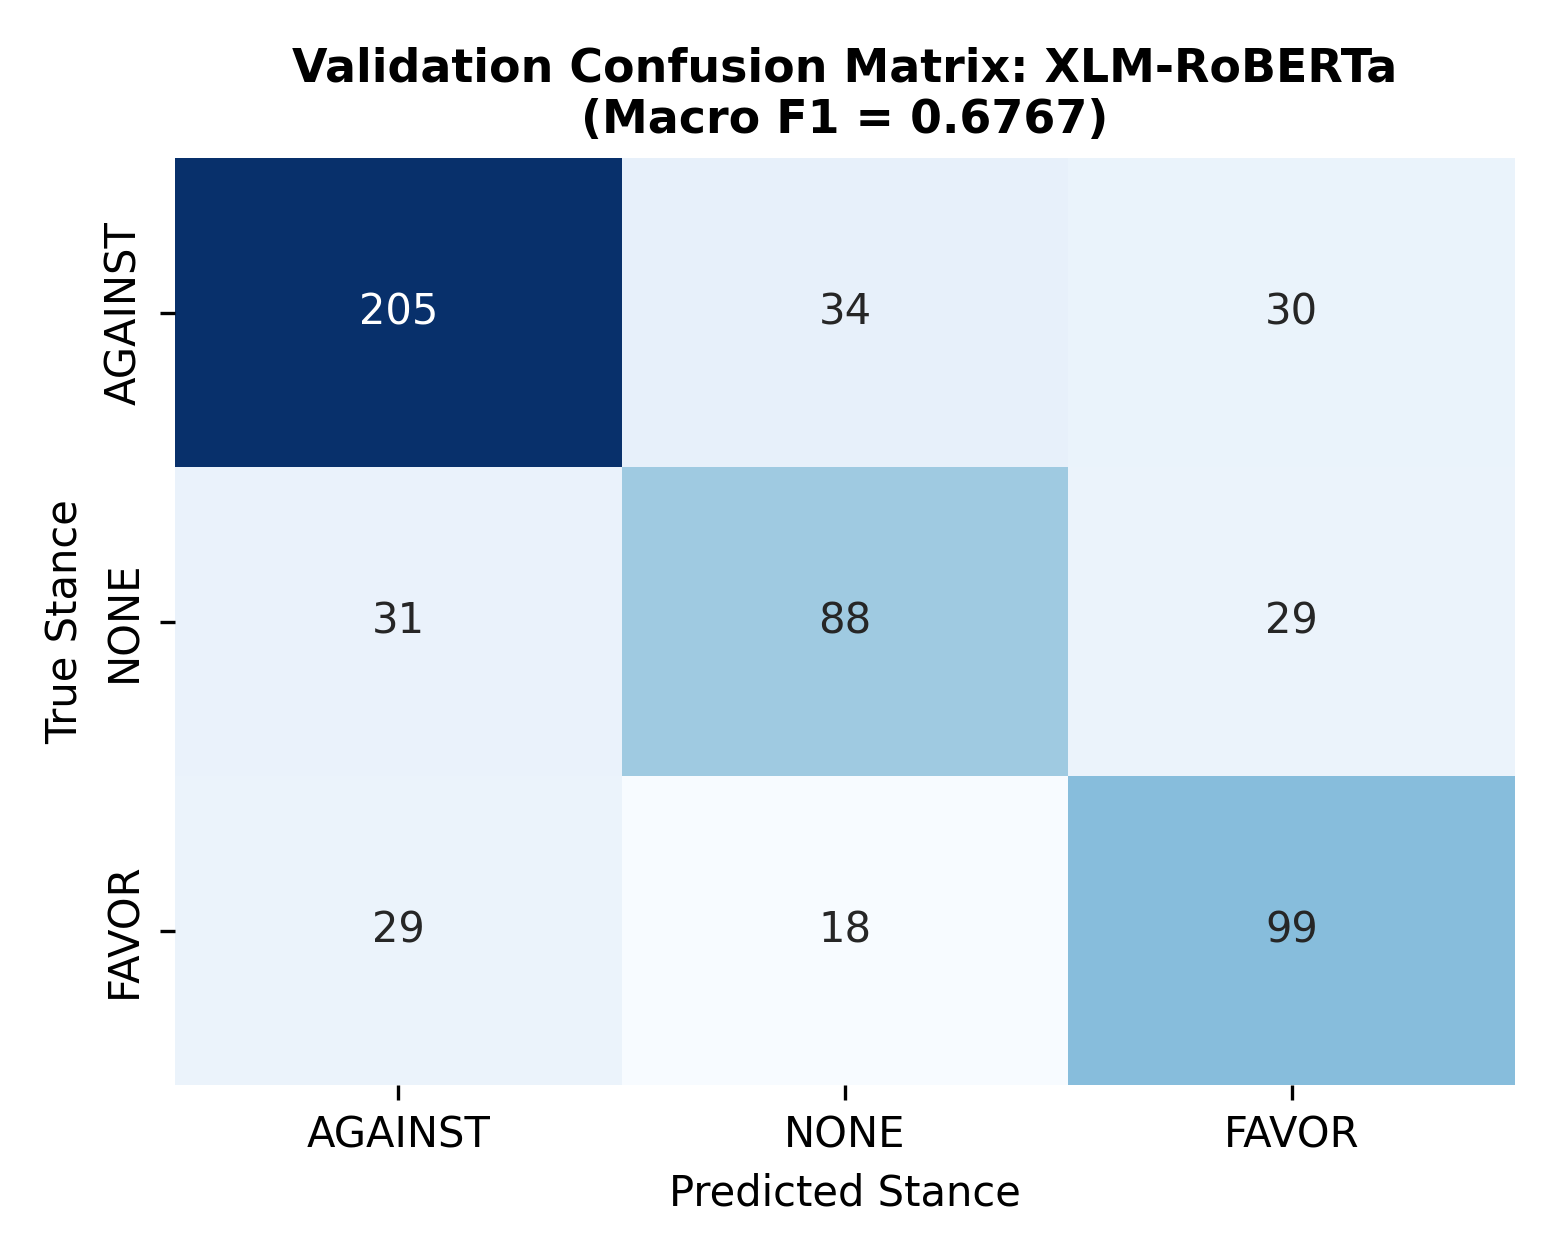 Validation Confusion Matrix: XLM-RoBERTa
(Macro F1 = 0.6767)
True Stance
AGAINST
205 34 30
NONE
31 88 29
FAVOR
29 18 99
AGAINST NONE FAVOR
Predicted Stance